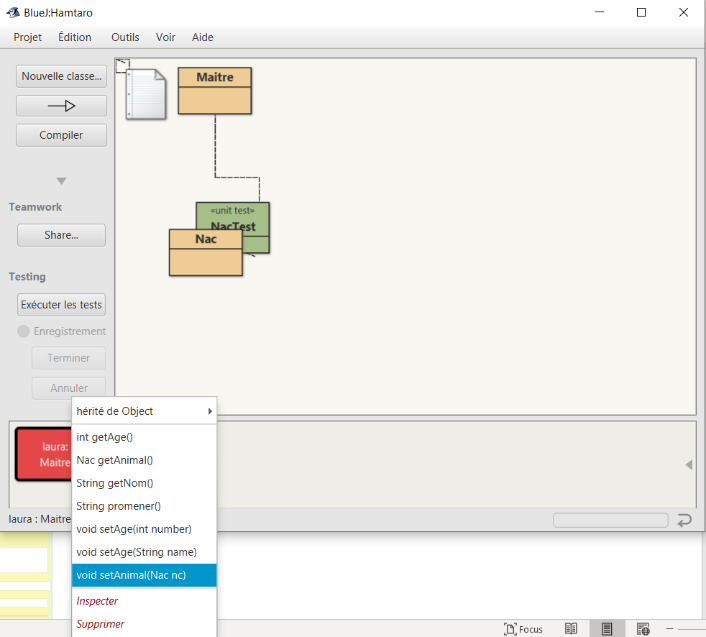 BlueJ:Hamtaro
Projet Édition Outils Voir Aide
Nouvelle classe...
Compiler
Teamwork
Share...
Testing
Exécuter les tests
Enregistrement
Terminer
Annuler
Maitre
«unit test»
NacTest
Nac
laura:
Maitre
hérité de Object
int getAge()
Nac getAnimal()
String getNom()
String promener()
void setAge(int number)
void setAge(String name)
void setAnimal(Nac nc)
Inspecter
Supprimer
laura : Maitre
Focus